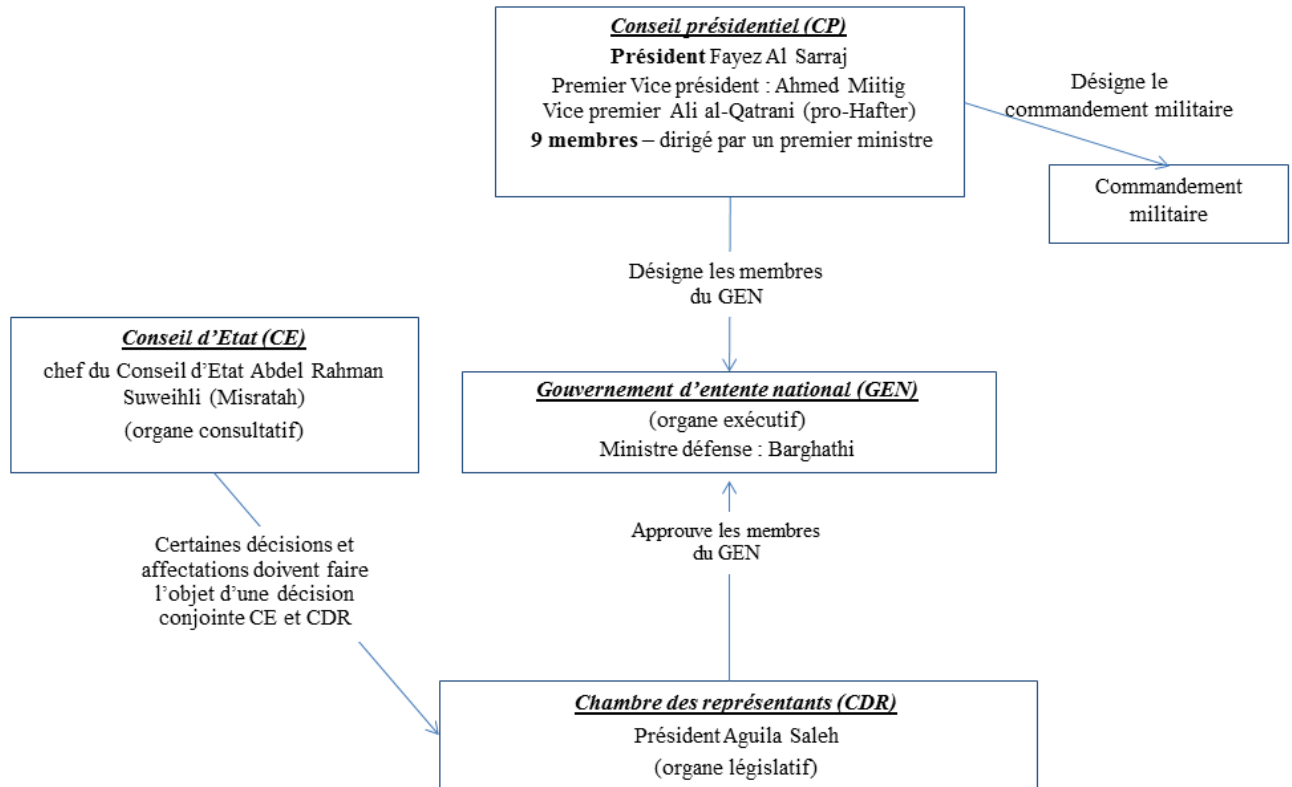 Conseil présidentiel (CP)
Président Fayez Al Sarraj
Premier Vice président : Ahmed Miitig
Vice premier Ali al-Qatrani (pro-Hafter)
9 membres – dirigé par un premier ministre
Désigne le
commandement militaire
Commandement
militaire
Désigne les membres
du GEN
Conseil d’Etat (CE)
chef du Conseil d’Etat Abdel Rahman
Suweihli (Misratah)
(organe consultatif)
Gouvernement d’entente national (GEN)
(organe exécutif)
Ministre défense : Barghathi
Certaines décisions et
affectations doivent faire
l’objet d’une décision
conjointe CE et CDR
Approuve les membres
du GEN
Chambre des représentants (CDR)
Président Aguila Saleh
(organe législatif)